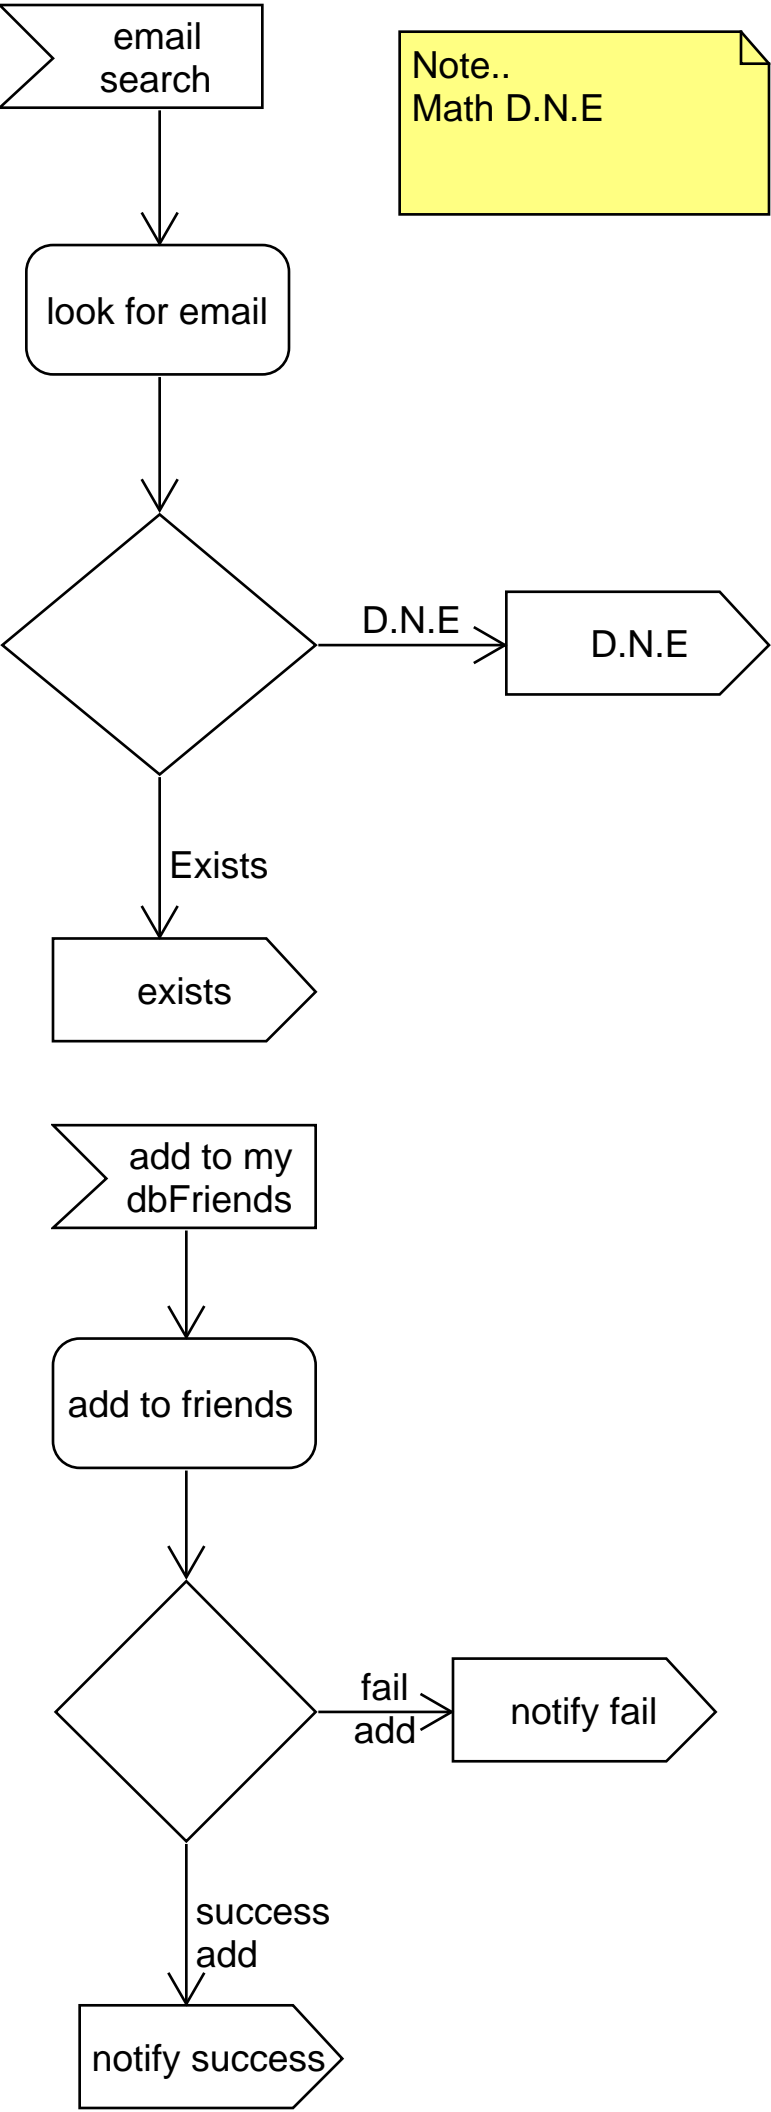 email
search
Note..
Math D.N.E
look for email
D.N.E
D.N.E
Exists
exists
add to my
dbFriends
add to friends
fail
add
notify fail
success
add
notify success